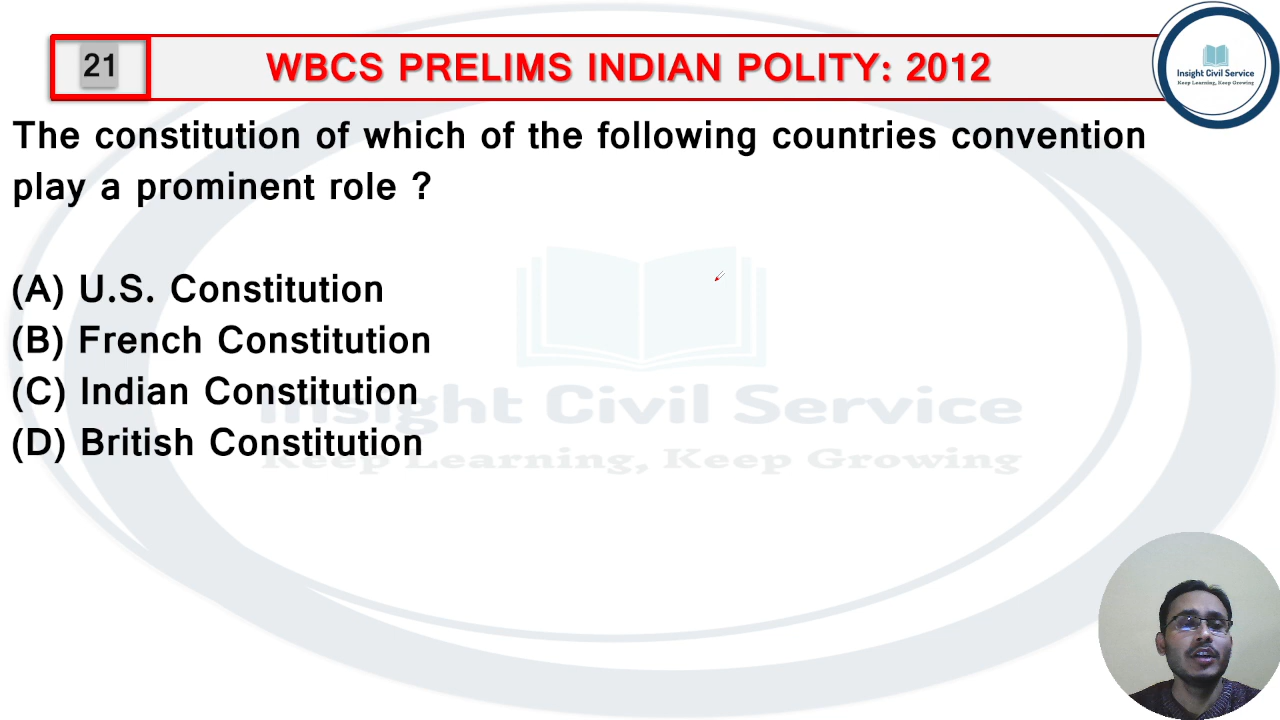 21
WBCS PRELIMS INDIAN POLITY: 2012
Insight Civil Service
Keep Learning, Keep Growing
The constitution of which of the following countries convention
play a prominent role ?
(A) U.S. Constitution
(B) French Constitution
(C) Indian Constitution
(D) British Constitution
Insight Civil Service
Keep Learning, Keep Growing